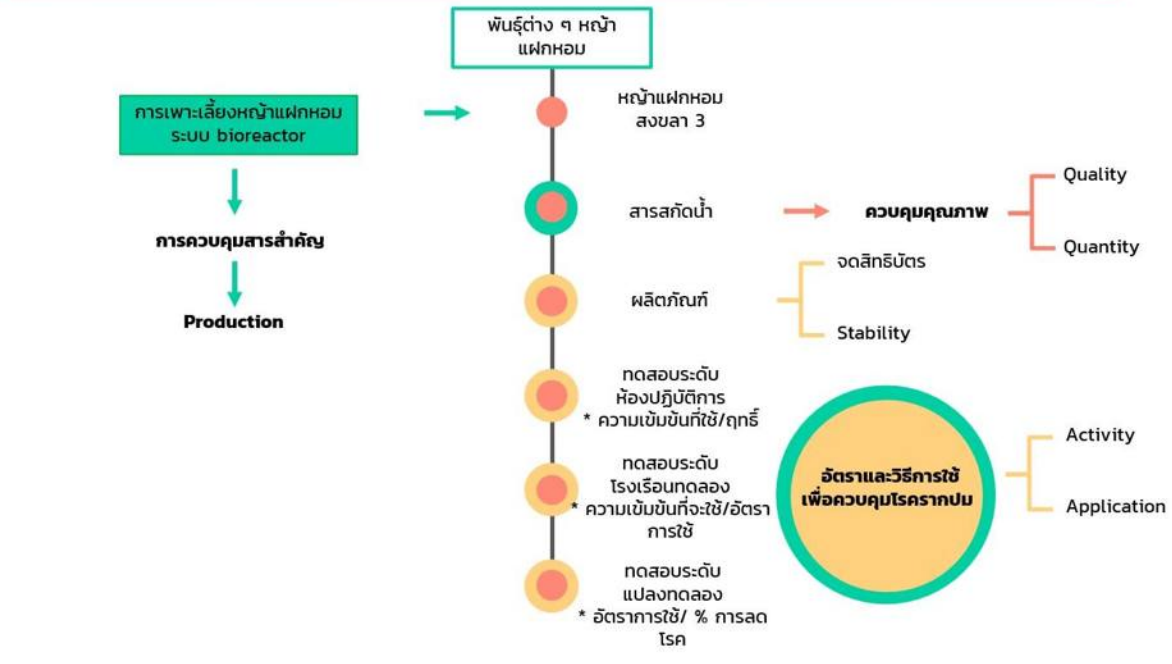 พันธุ์ต่าง ๆ หญ้า
แฝกหอม
การเพาะเลี้ยงหญ้าแฝกหอม
ระบบ bioreactor
หญ้าแฝกหอม
สงขลา 3
การควบคุมสารสำคัญ
Production
สารสกัดน้ำ
ควบคุมคุณภาพ
Quality
Quantity
ผลิตภัณฑ์
จดสิทธิบัตร
Stability
ทดสอบระดับ
ห้องปฏิบัติการ
* ความเข้มข้นที่ใช้/ฤทธิ์
ทดสอบระดับ
โรงเรือนทดลอง
* ความเข้มข้นที่จะใช้/อัตรา
การใช้
ทดสอบระดับ
แปลงทดลอง
* อัตราการใช้/ % การลด
โรค
อัตราและวิธีการใช้
เพื่อควบคุมโรครากปม
Activity
Application